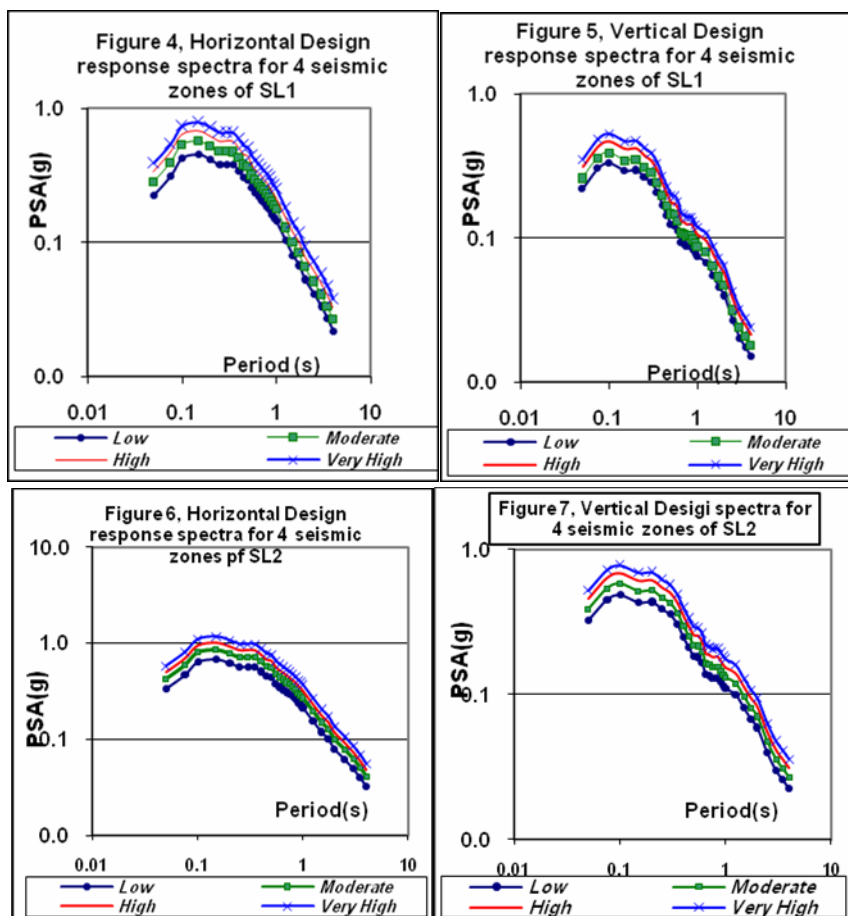 Figure 4, Horizontal Design
response spectra for 4 seismic
zones of SL1
1.0
0.1
0.0
PSA(g)
Period (s)
0.01 0.1 1 10
Low Moderate
High Very High
Figure 5, Vertical Design
response spectra for 4 seismic
zones of SL1
1.0
0.1
0.0
PSA(g)
Period(s)
0.01 0.1 1 10
Low Moderate
High Very High
Figure 6, Horizontal Design
response spectra for 4 seismic
zones pf SL2
10.0
1.0
0.1
0.0
PSA(g)
Period(s)
0.01 0.1 1 10
Low Moderate
High Very High
Figure 7, Vertical Desigi spectra for
4 seismic zones of SL2
1.0
0.1
0.0
PSA(g)
Period(s)
0.01 0.1 1 10
Low Moderate
High Very High